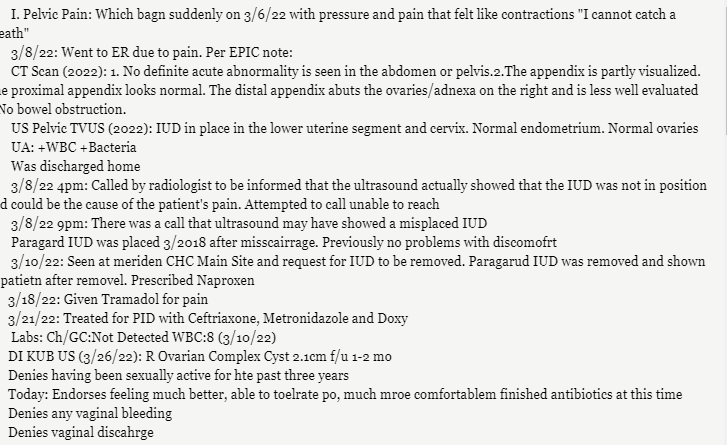 I. Pelvic Pain: Which bagn suddenly on 3/6/22 with pressure and pain that felt like contractions "I cannot catch a
eath"
3/8/22: Went to ER due to pain. Per EPIC note:
CT Scan (2022): 1. No definite acute abnormality is seen in the abdomen or pelvis.2.The appendix is partly visualized.
e proximal appendix looks normal. The distal appendix abuts the ovaries/adnexa on the right and is less well evaluated
No bowel obstruction.
US Pelvic TVUS (2022): IUD in place in the lower uterine segment and cervix. Normal endometrium. Normal ovaries
UA: +WBC +Bacteria
Was discharged home
3/8/22 4pm: Called by radiologist to be informed that the ultrasound actually showed that the IUD was not in position
d could be the cause of the patient's pain. Attempted to call unable to reach
3/8/22 9pm: There was a call that ultrasound may have showed a misplaced IUD
Paragard IUD was placed 3/2018 after misscairrage. Previously no problems with discomofrt
3/10/22: Seen at meriden CHC Main Site and request for IUD to be removed. Paragarud IUD was removed and shown
patietn after removel. Prescribed Naproxen
3/18/22: Given Tramadol for pain
3/21/22: Treated for PID with Ceftriaxone, Metronidazole and Doxy
Labs: Ch/GC:Not Detected WBC:8 (3/10/22)
DI KUB US (3/26/22): R Ovarian Complex Cyst 2.1cm f/u 1-2 mo
Denies having been sexually active for hte past three years
Today: Endorses feeling much better, able to toelrate po, much mroe comfortablem finished antibiotics at this time
Denies any vaginal bleeding
Denies vaginal discahrge